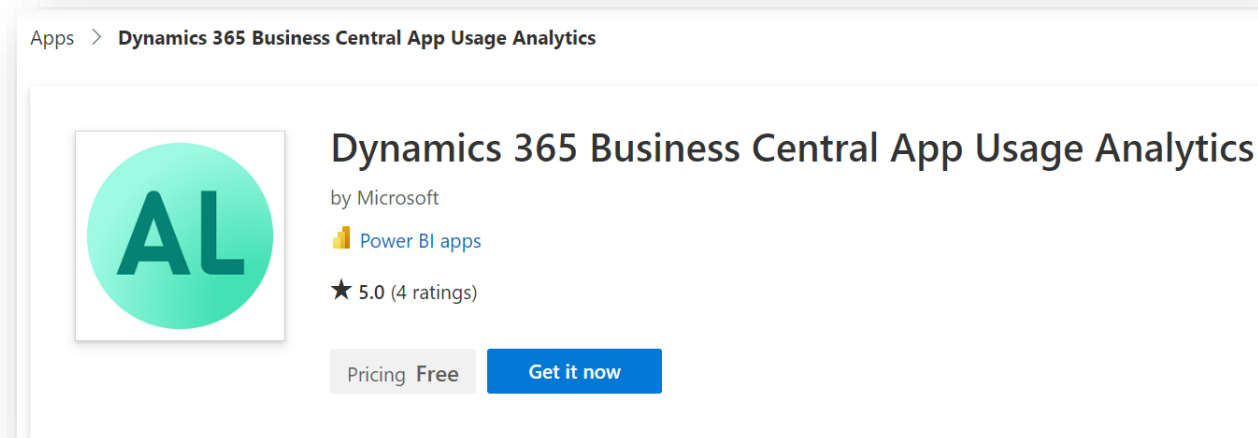 Apps > Dynamics 365 Business Central App Usage Analytics
AL
Dynamics 365 Business Central App Usage Analytics
by Microsoft
Power BI apps
★ 5.0 (4 ratings)
Pricing Free
Get it now